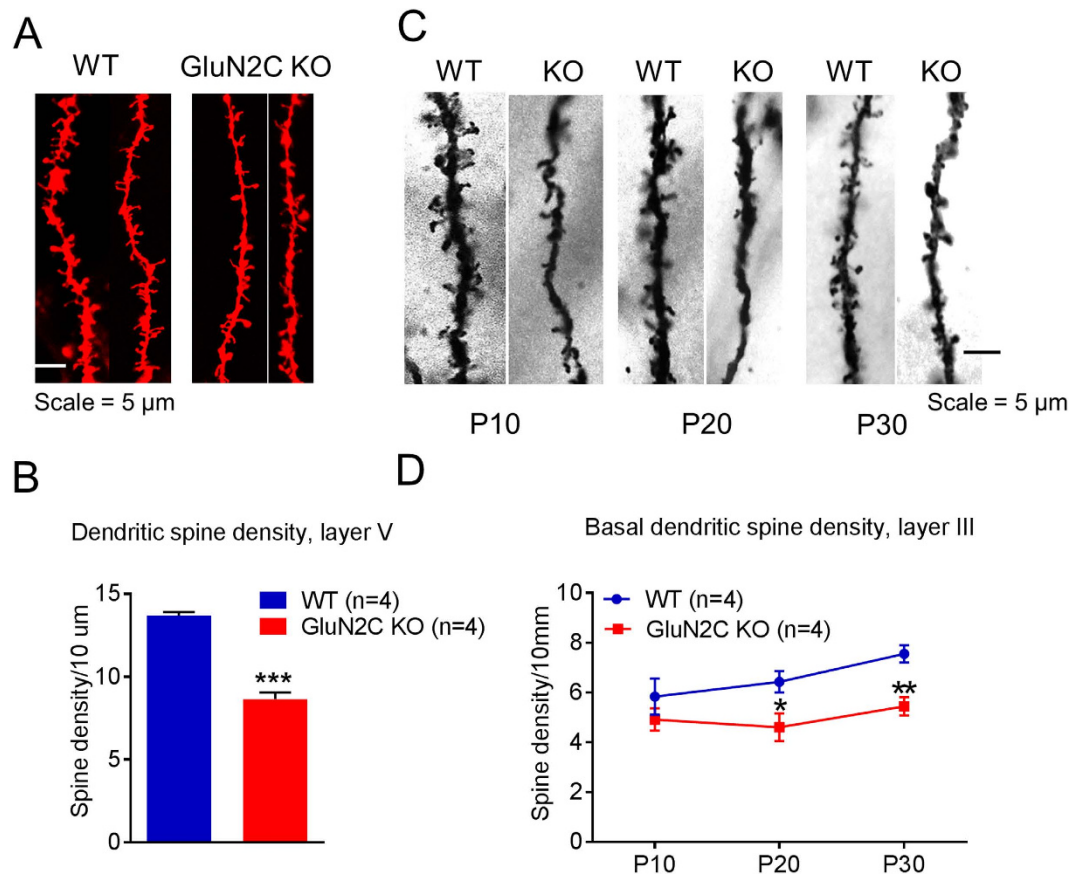 A
WT GluN2C KO
Scale = 5 µm
C
WT KO WT KO WT KO
Scale = 5 µm
P10 P20 P30
B
Dendritic spine density, layer V
Spine density/10 um
15
10
5
0
WT (n=4)
GluN2C KO (n=4)
***
D
Basal dendritic spine density, layer III
Spine density/10mm
10
8
6
4
2
0
WT (n=4)
GluN2C KO (n=4)
*
**
P10 P20 P30